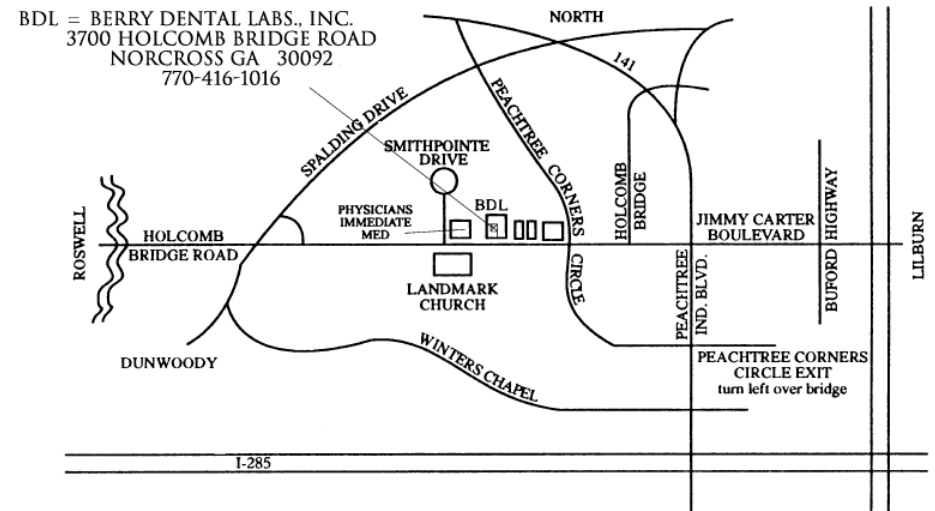 BDL = BERRY DENTAL LABS., INC.
3700 HOLCOMB BRIDGE ROAD
NORCROSS GA 30092
770-416-1016
NORTH
141
SPALDING DRIVE
PEACHTREE CORNERS
CIRCLE
SMITHPOINTE
DRIVE
PHYSICIANS
IMMEDIATE
MED
BDL
HOLCOMB
BRIDGE
JIMMY CARTER
BOULEVARD
BUFORD HIGHWAY
LILBURN
ROSWELL
HOLCOMB
BRIDGE ROAD
LANDMARK
CHURCH
PEACHTREE
IND. BLVD.
DUNWOODY
WINTERS CHAPEL
PEACHTREE CORNERS
CIRCLE EXIT
turn left over bridge
I-285